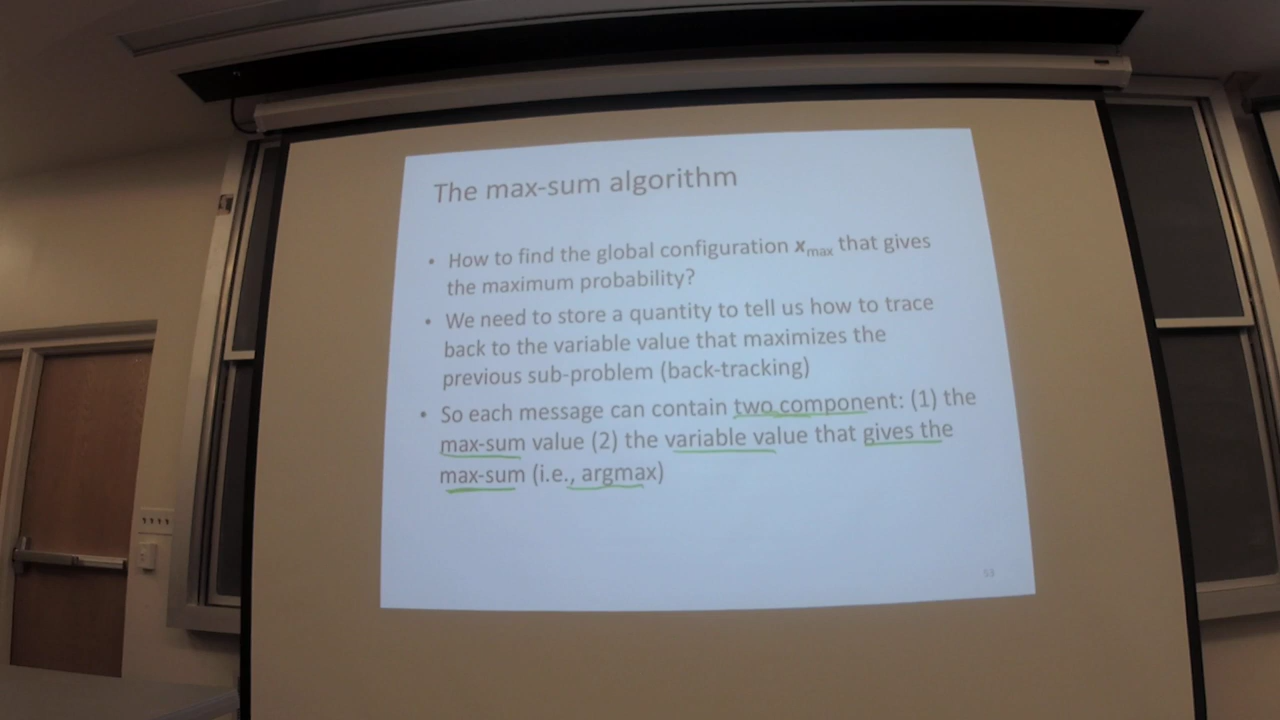 The max-sum algorithm
• How to find the global configuration xmax that gives
the maximum probability?
• We need to store a quantity to tell us how to trace
back to the variable value that maximizes the
previous sub-problem (back-tracking)
• So each message can contain two component: (1) the
max-sum value (2) the variable value that gives the
max-sum (i.e., argmax)
53